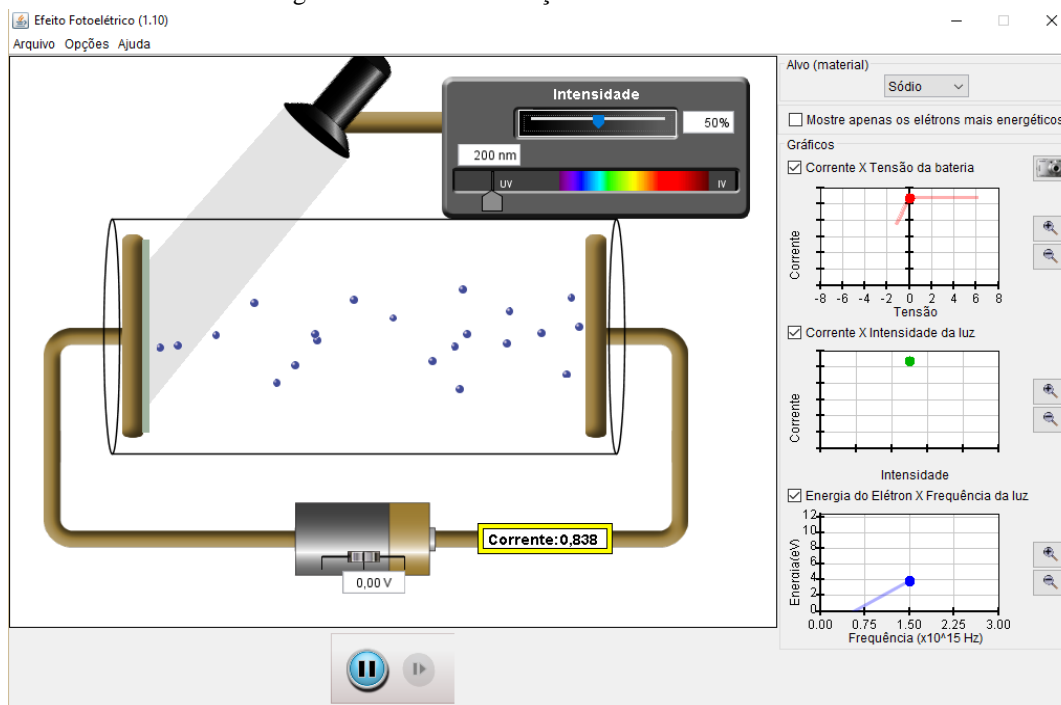 Efeito Fotoelétrico (1.10)
Arquivo Opções Ajuda
Intensidade
50%
200 nm
UV
IV
Corrente:0,838
0,00 V
Alvo (material)
Sódio
Mostre apenas os elétrons mais energéticos
Gráficos
Corrente X Tensão da bateria
Corrente
-8 -6 -4 -2 0 2 4 6 8
Tensão
Corrente X Intensidade da luz
Corrente
Intensidade
Energia do Elétron X Frequência da luz
Energia(eV)
12
10
8
6
4
2
0
0.00 0.75 1.50 2.25 3.00
Frequência (x10^15 Hz)